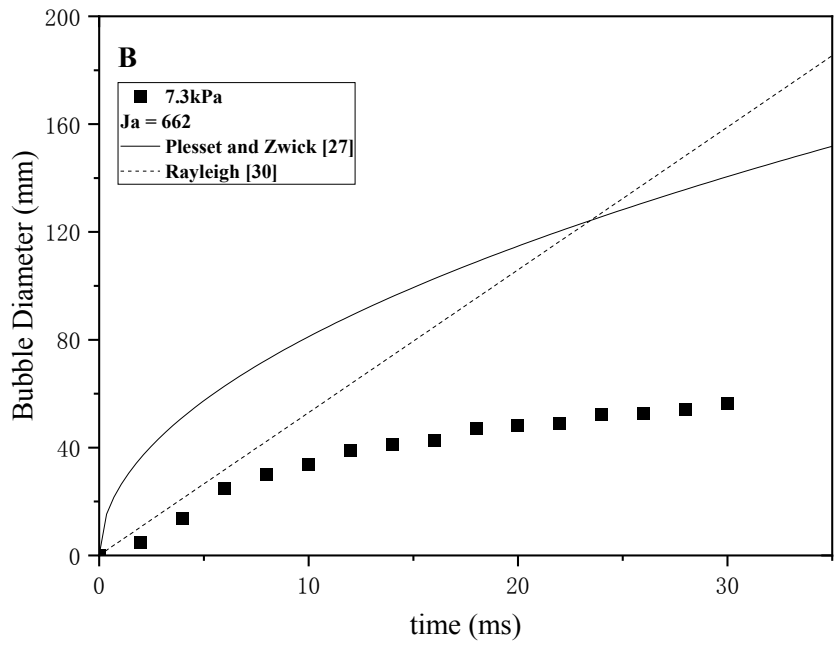 200
B
7.3kPa
Ja = 662
Plesset and Zwick [27]
Rayleigh [30]
160
120
80
40
0
Bubble Diameter (mm)
0 10 20 30
time (ms)